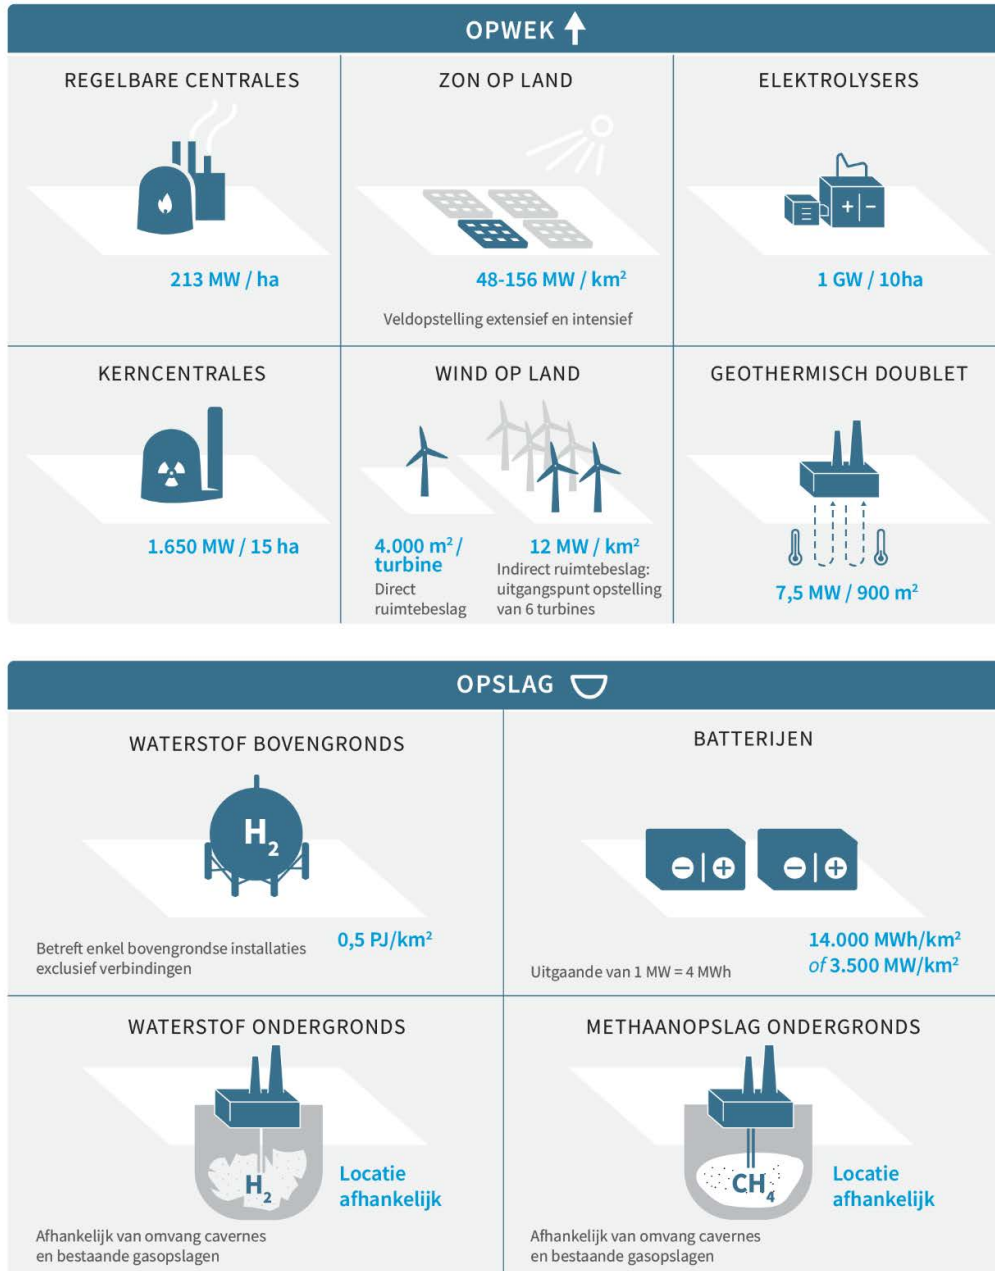 OPWEK
REGELBARE CENTRALES
213 MW / ha
ZON OP LAND
48-156 MW / km²
Veldopstelling extensief en intensief
ELEKTROLYSERS
+ | −
1 GW / 10ha
KERNCENTRALES
1.650 MW / 15 ha
WIND OP LAND
4.000 m² /
turbine
Direct
ruimtebeslag
12 MW / km²
Indirect ruimtebeslag:
uitgangspunt opstelling
van 6 turbines
GEOTHERMISCH DOUBLET
7,5 MW / 900 m²
OPSLAG
WATERSTOF BOVENGRONDS
H₂
Betreft enkel bovengrondse installaties
exclusief verbindingen
0,5 PJ/km²
BATTERIJEN
− | +
− | +
Uitgaande van 1 MW = 4 MWh
14.000 MWh/km²
of 3.500 MW/km²
WATERSTOF ONDERGRONDS
H₂
Locatie
afhankelijk
Afhankelijk van omvang cavernes
en bestaande gasopslagen
METHAANOPSLAG ONDERGRONDS
CH₄
Locatie
afhankelijk
Afhankelijk van omvang cavernes
en bestaande gasopslagen